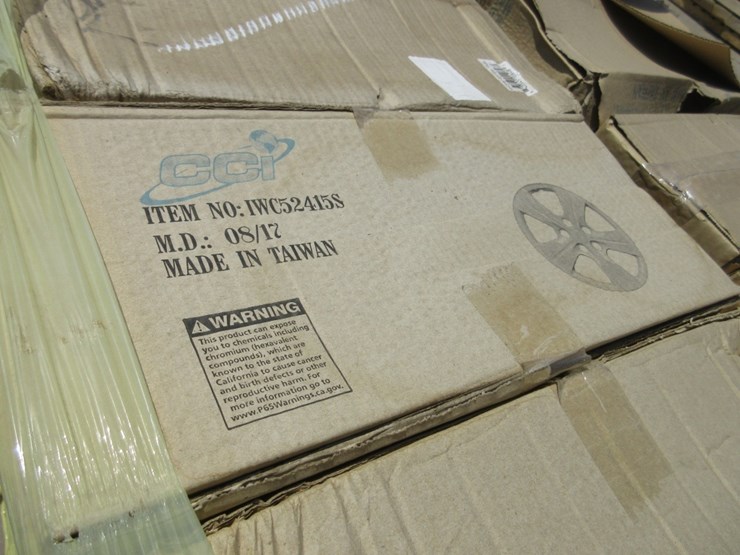 CCi
ITEM NO: IWC52415S
M.D.: 08/17
MADE IN TAIWAN
WARNING
This product can expose
you to chemicals including
chromium (hexavalent
compounds), which are
known to the state of
California to cause cancer
and birth defects or other
reproductive harm. For
more information go to
www.P65Warnings.ca.gov.